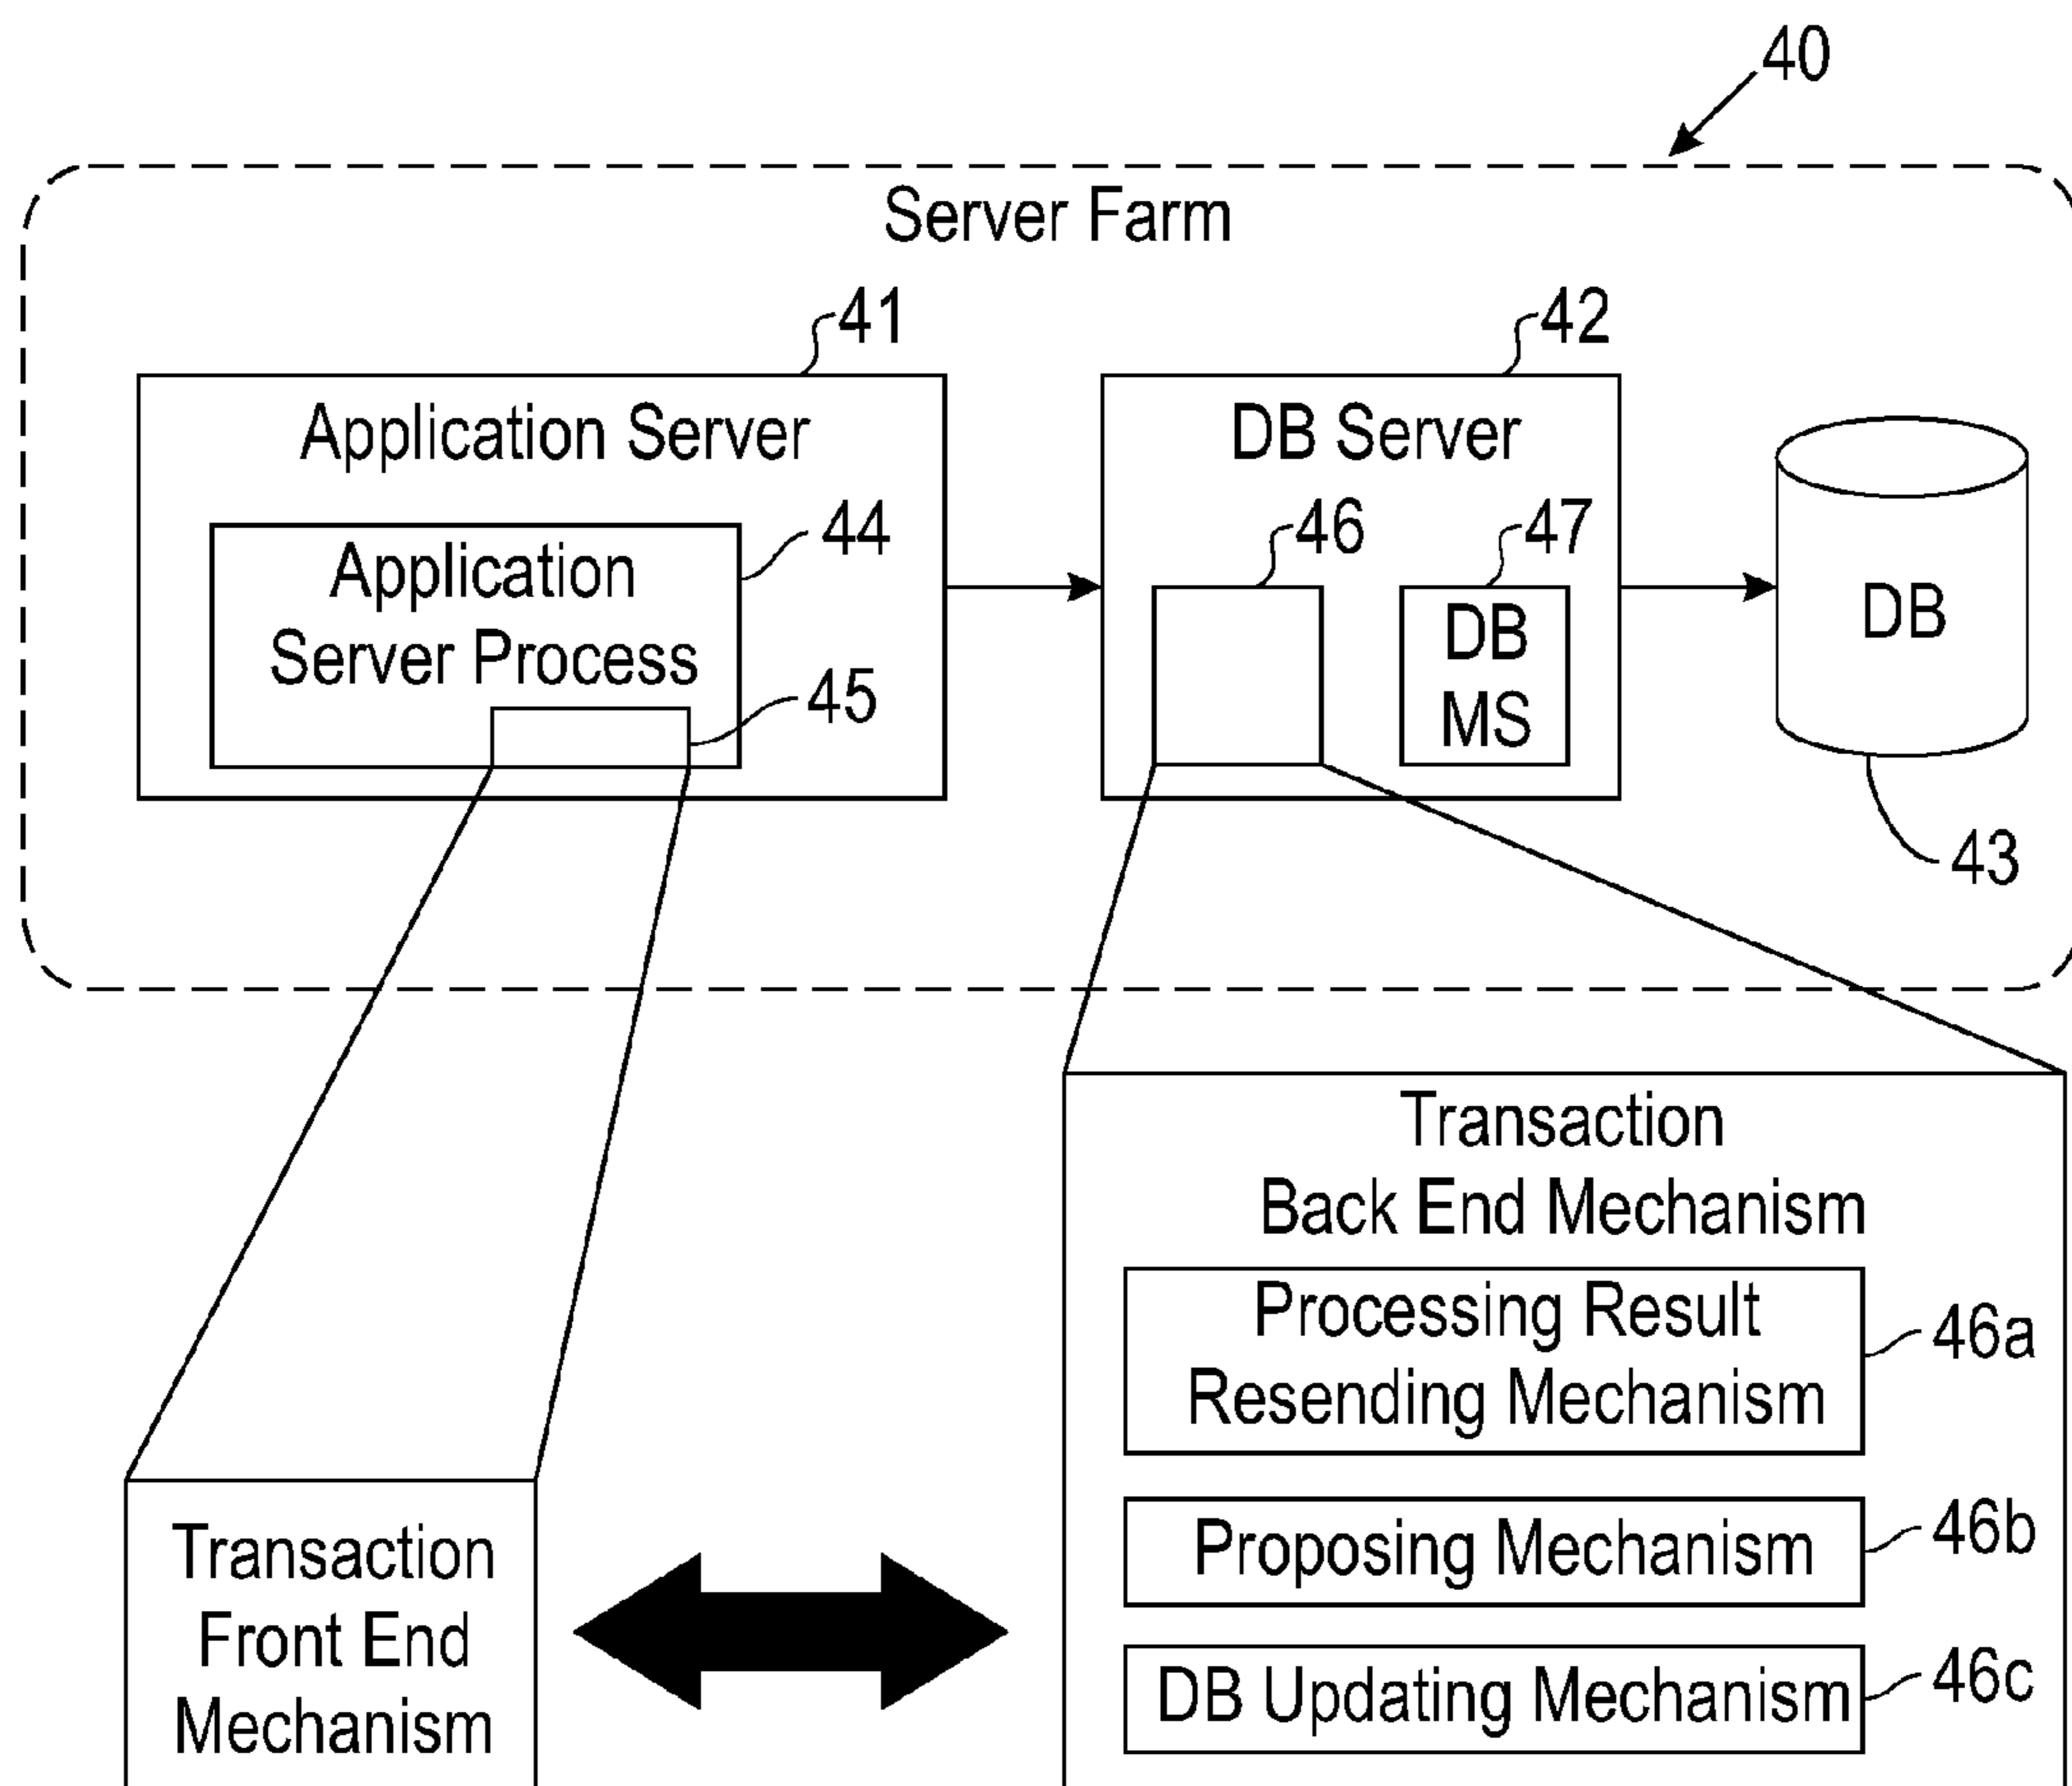 40
Server Farm
41
42
Application Server
DB Server
44
46
47
Application
Server Process
DB
MS
DB
45
43
Transaction
Back End Mechanism
Processing Result
Resending Mechanism
46a
Proposing Mechanism
46b
DB Updating Mechanism
46c
Transaction
Front End
Mechanism